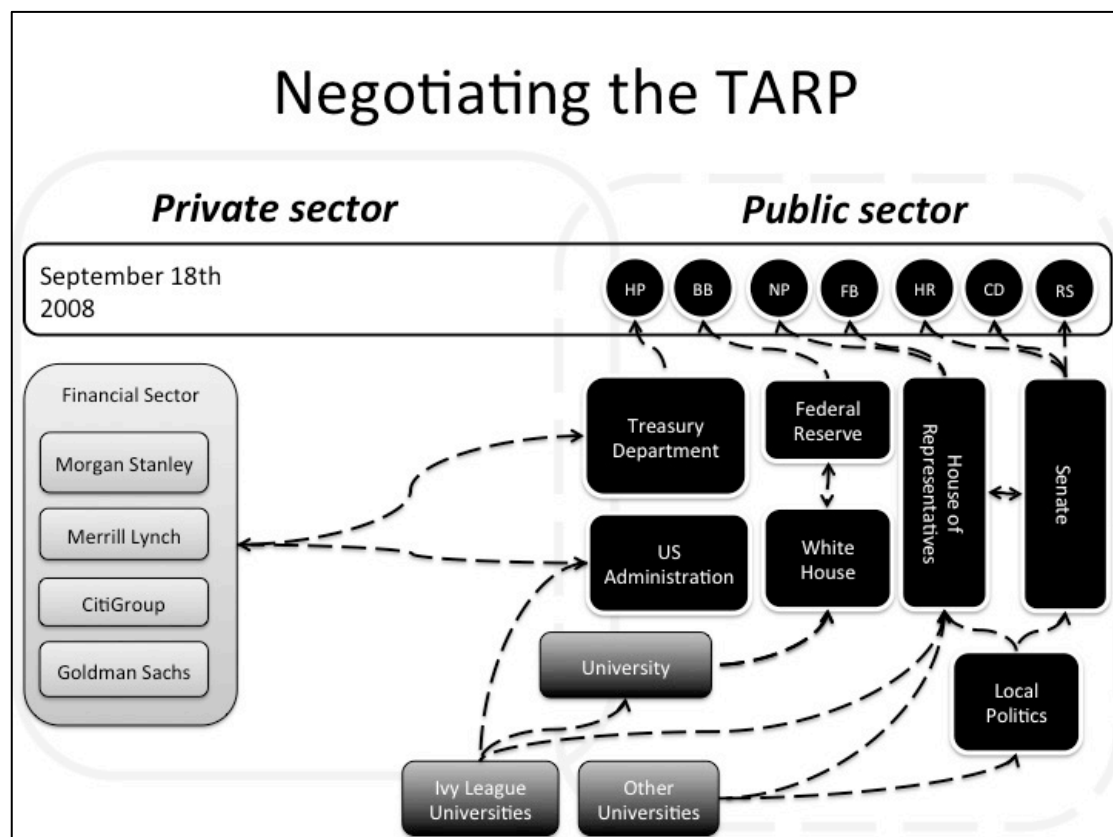 Negotiating the TARP
Private sector
Public sector
September 18th
2008
HP
BB
NP
FB
HR
CD
RS
Financial Sector
Morgan Stanley
Merrill Lynch
CitiGroup
Goldman Sachs
Treasury
Department
Federal
Reserve
House of
Representatives
Senate
US
Administration
White
House
University
Local
Politics
Ivy League
Universities
Other
Universities